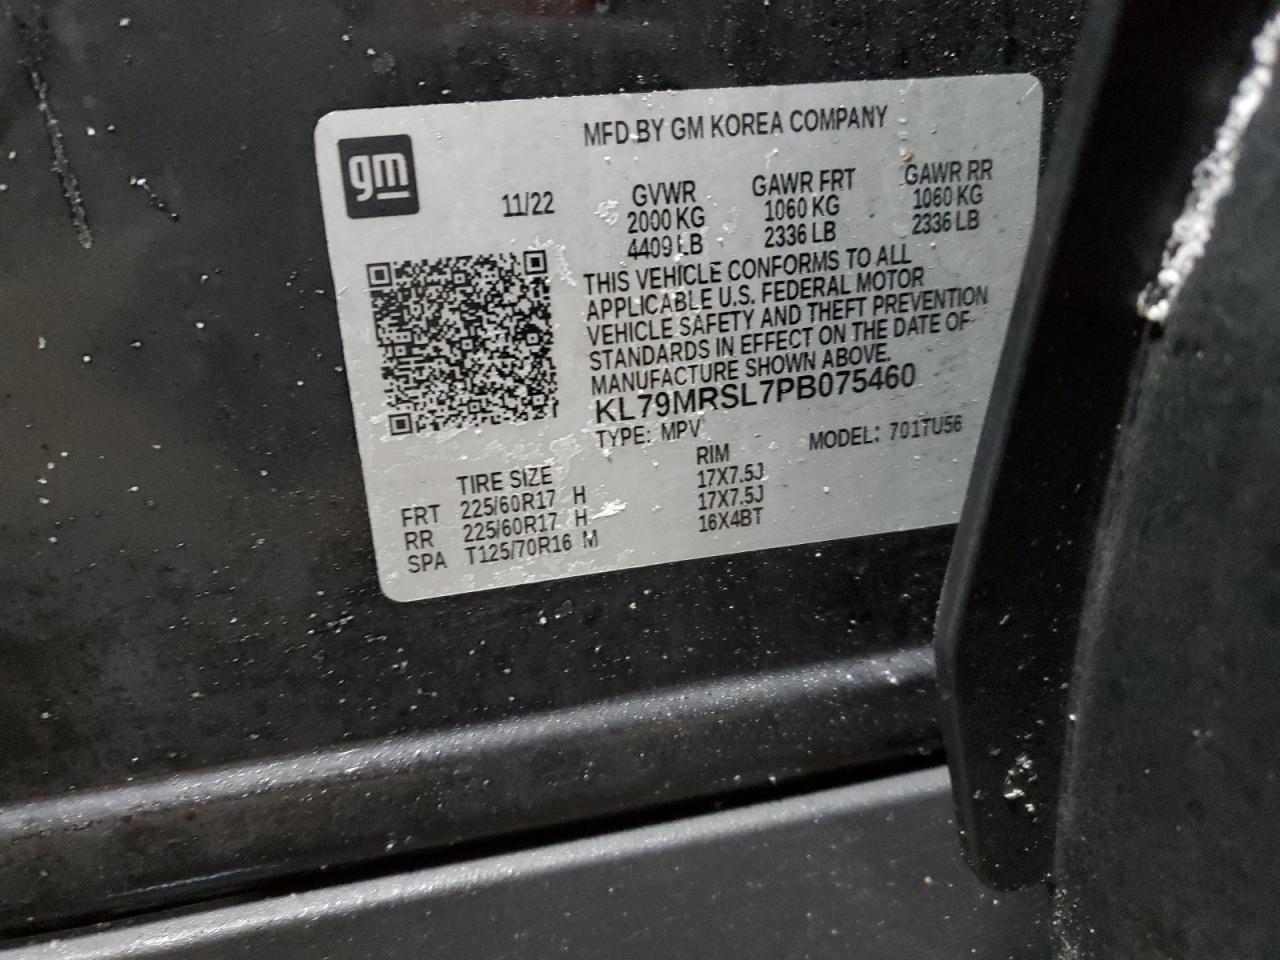 MFD BY GM KOREA COMPANY
gm
11/22
GVWR GAWR FRT GAWR RR
2000 KG 1060 KG 1060 KG
4409 LB 2336 LB 2336 LB
THIS VEHICLE CONFORMS TO ALL
APPLICABLE U.S. FEDERAL MOTOR
VEHICLE SAFETY AND THEFT PREVENTION
STANDARDS IN EFFECT ON THE DATE OF
MANUFACTURE SHOWN ABOVE.
KL79MRSL7PB075460
TYPE: MPV MODEL: 701TU56
TIRE SIZE RIM
FRT 225/60R17 H 17X7.5J
RR 225/60R17 H 17X7.5J
SPA T125/70R16 M 16X4BT